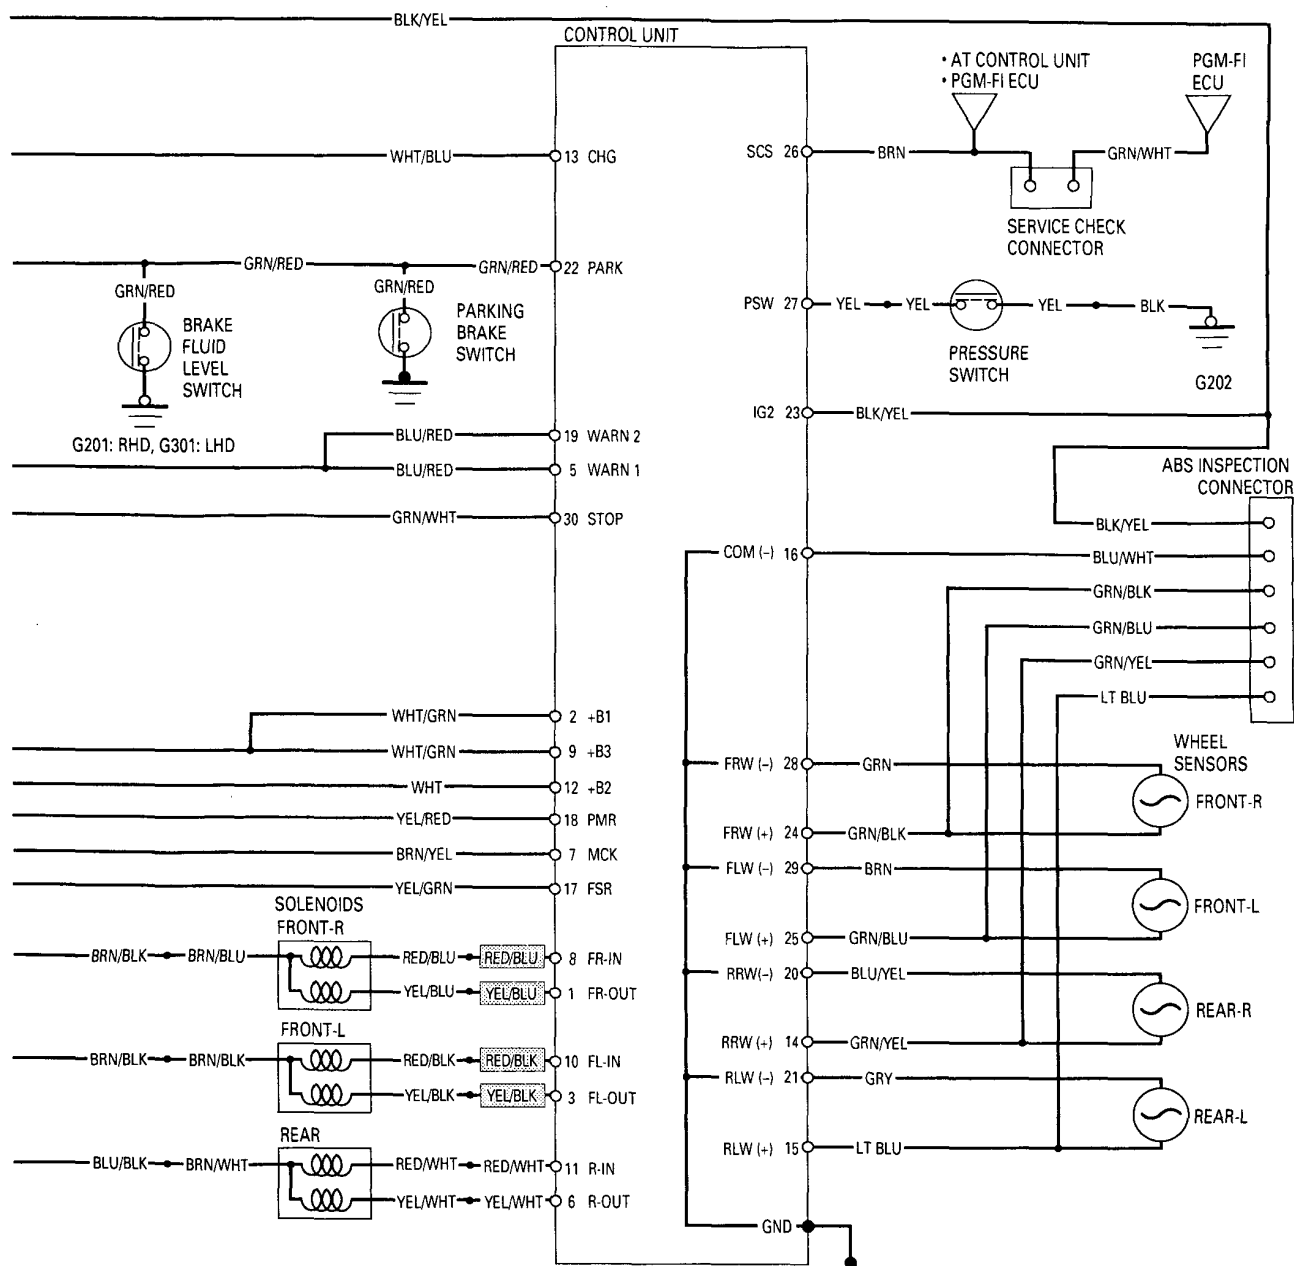 BLK/YEL
CONTROL UNIT
• AT CONTROL UNIT
• PGM-FI ECU
PGM-FI
ECU
WHT/BLU
13 CHG
SCS 26
BRN
GRN/WHT
SERVICE CHECK
CONNECTOR
GRN/RED
GRN/RED
22 PARK
GRN/RED
GRN/RED
BRAKE
FLUID
LEVEL
SWITCH
PARKING
BRAKE
SWITCH
PSW 27
YEL
YEL
YEL
BLK
PRESSURE
SWITCH
G202
G201: RHD, G301: LHD
IG2 23
BLK/YEL
BLU/RED
19 WARN 2
BLU/RED
5 WARN 1
GRN/WHT
30 STOP
ABS INSPECTION
CONNECTOR
BLK/YEL
COM (–) 16
BLU/WHT
GRN/BLK
GRN/BLU
GRN/YEL
LT BLU
WHT/GRN
2 +B1
WHT/GRN
9 +B3
WHT
12 +B2
YEL/RED
18 PMR
BRN/YEL
7 MCK
YEL/GRN
17 FSR
WHEEL
SENSORS
FRW (–) 28
GRN
FRONT-R
FRW (+) 24
GRN/BLK
FLW (–) 29
BRN
FRONT-L
FLW (+) 25
GRN/BLU
RRW(–) 20
BLU/YEL
REAR-R
RRW (+) 14
GRN/YEL
RLW (–) 21
GRY
REAR-L
RLW (+) 15
LT BLU
GND
SOLENOIDS
FRONT-R
BRN/BLK
BRN/BLU
RED/BLU
RED/BLU
8 FR-IN
YEL/BLU
YEL/BLU
1 FR-OUT
FRONT-L
BRN/BLK
BRN/BLK
RED/BLK
RED/BLK
10 FL-IN
YEL/BLK
YEL/BLK
3 FL-OUT
REAR
BLU/BLK
BRN/WHT
RED/WHT
RED/WHT
11 R-IN
YEL/WHT
YEL/WHT
6 R-OUT